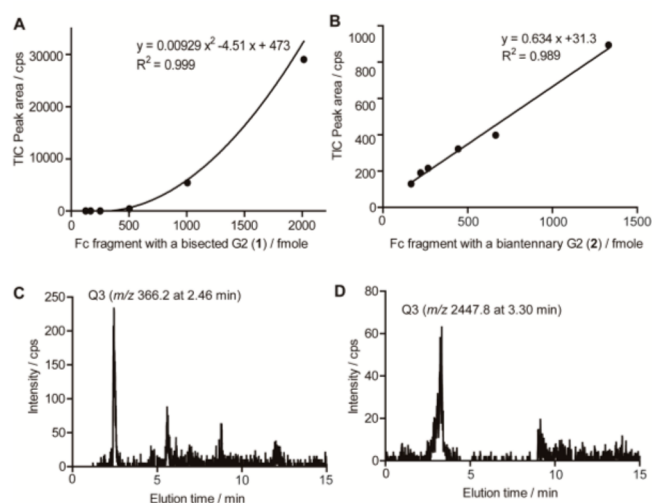 A
y = 0.00929 x² -4.51 x + 473
R² = 0.999
TIC Peak area / cps
30000
20000
10000
0
0 500 1000 1500 2000
Fc fragment with a bisected G2 (1) / fmole
B
y = 0.634 x +31.3
R² = 0.989
TIC Peak area / cps
1000
800
600
400
200
0
0 500 1000 1500
Fc fragment with a biantennary G2 (2) / fmole
C
Q3 (m/z 366.2 at 2.46 min)
Intensity / cps
250
200
150
100
50
0
0 5 10 15
Elution time / min
D
Q3 (m/z 2447.8 at 3.30 min)
Intensity / cps
80
60
40
20
0
0 5 10 15
Elution time / min